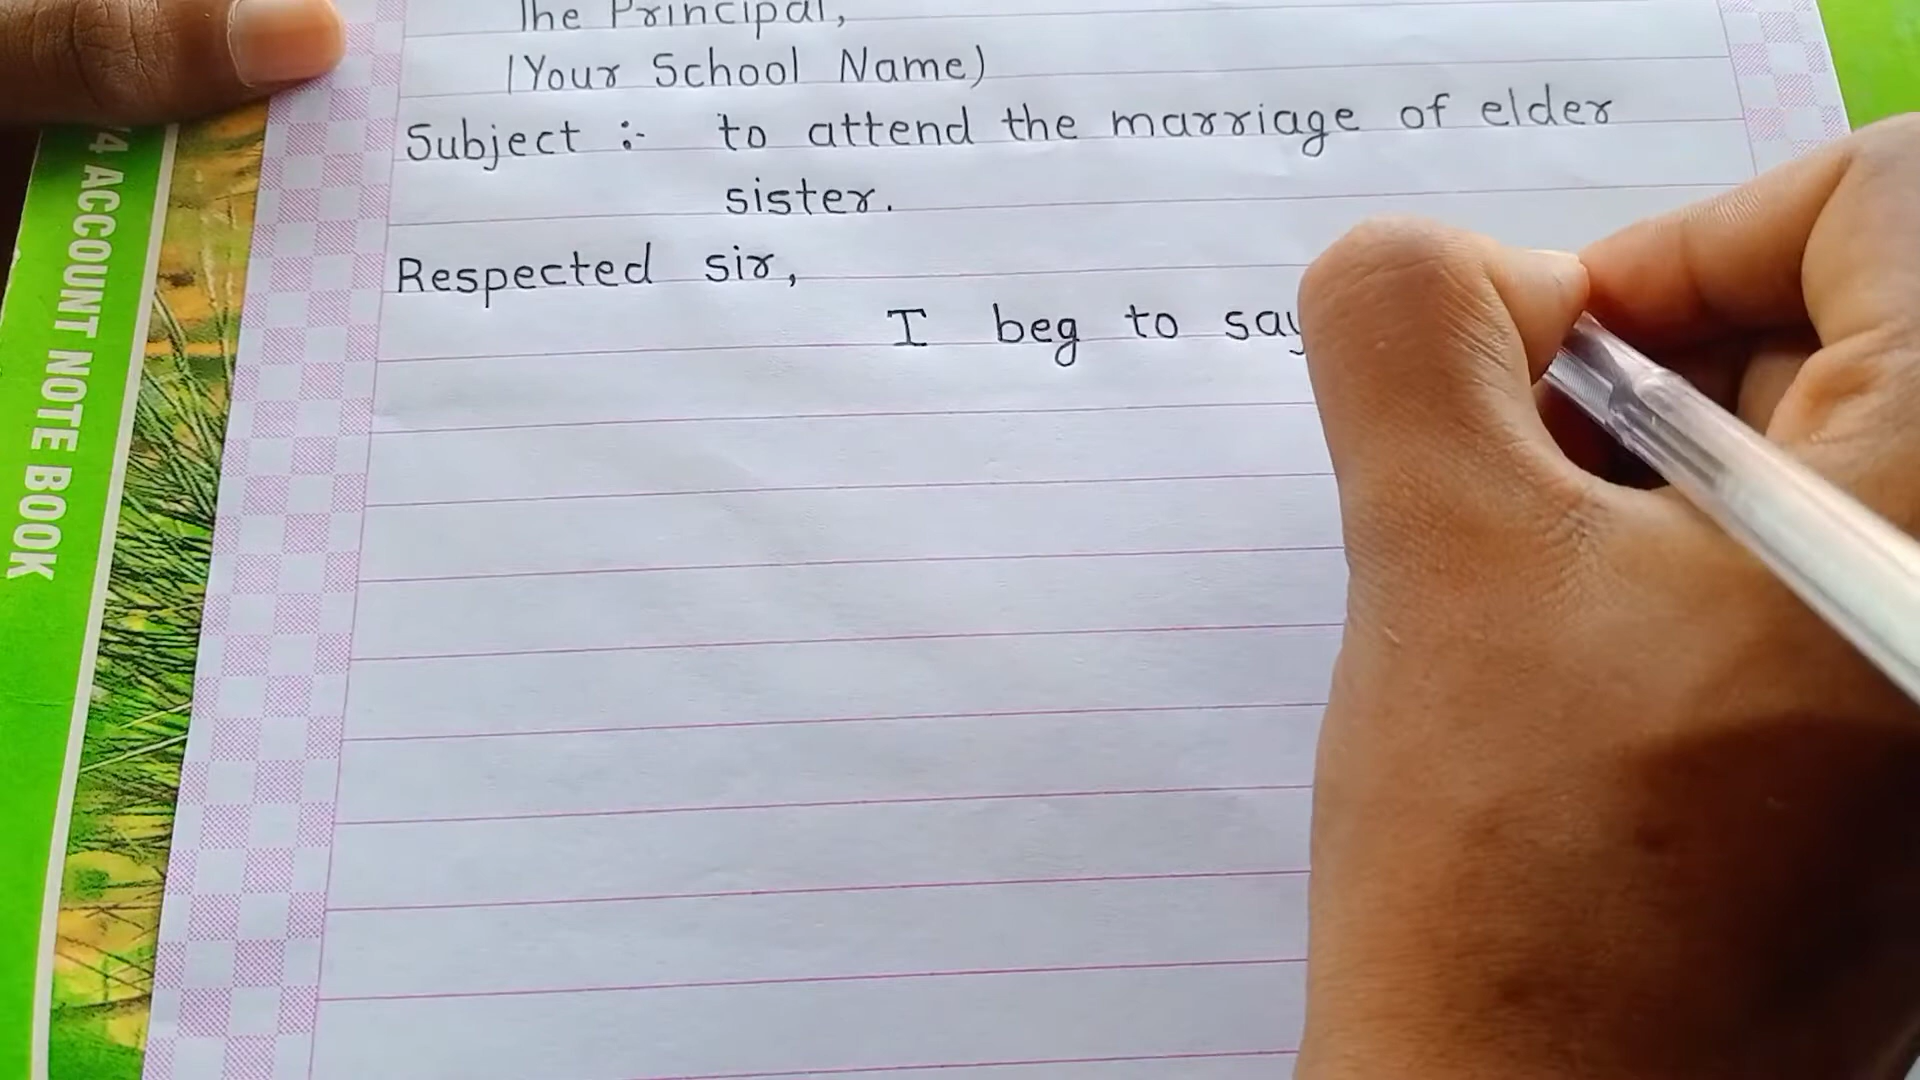 The Principal,
(Your School Name)
Subject :- to attend the marriage of elder
sister.
Respected sir,
I beg to say
ACCOUNT NOTE BOOK